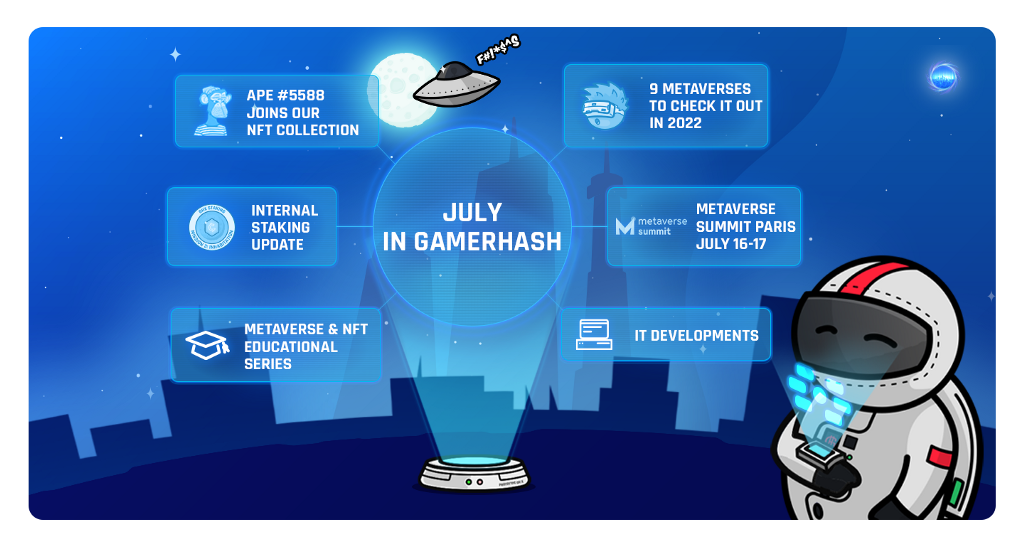 F#!*$^S
APE #5588
JOINS OUR
NFT COLLECTION
9 METAVERSES
TO CHECK IT OUT
IN 2022
JULY
IN GAMERHASH
INTERNAL
STAKING
UPDATE
metaverse
summit
METAVERSE
SUMMIT PARIS
JULY 16-17
METAVERSE & NFT
EDUCATIONAL
SERIES
IT DEVELOPMENTS